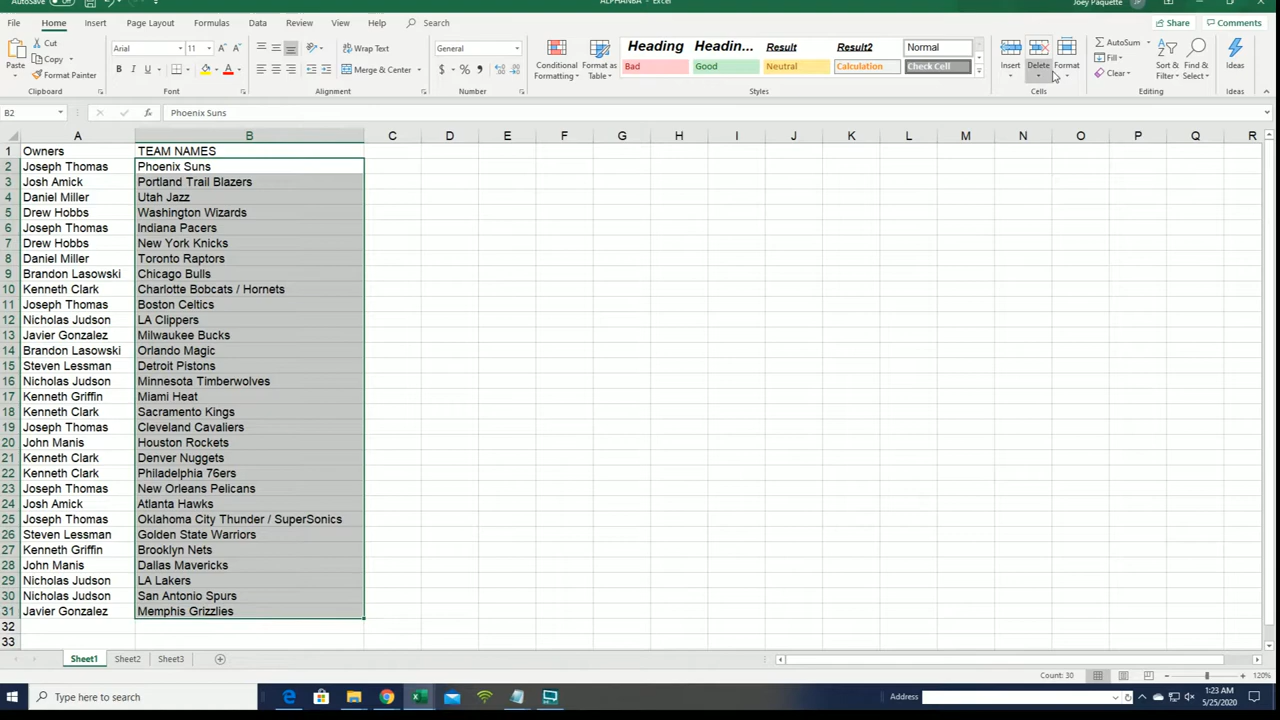 AutoSave Off ALPHANBA - Excel Joey Paquette JP
File Home Insert Page Layout Formulas Data Review View Help Search Share Comments
Paste Cut Copy Format Painter Clipboard
Arial 11 A A B I U A Font
Wrap Text Merge & Center Alignment
General $ % , Number
Conditional Formatting Format as Table
Heading Headin... Result Result2 Normal
Bad Good Neutral Calculation Check Cell
Styles
Insert Delete Format Cells
AutoSum Fill Clear Sort & Filter Find & Select Editing
Ideas Ideas
B2 fx Phoenix Suns
A B C D E F G H I J K L M N O P Q R
1 Owners TEAM NAMES
2 Joseph Thomas Phoenix Suns
3 Josh Amick Portland Trail Blazers
4 Daniel Miller Utah Jazz
5 Drew Hobbs Washington Wizards
6 Joseph Thomas Indiana Pacers
7 Drew Hobbs New York Knicks
8 Daniel Miller Toronto Raptors
9 Brandon Lasowski Chicago Bulls
10 Kenneth Clark Charlotte Bobcats / Hornets
11 Joseph Thomas Boston Celtics
12 Nicholas Judson LA Clippers
13 Javier Gonzalez Milwaukee Bucks
14 Brandon Lasowski Orlando Magic
15 Steven Lessman Detroit Pistons
16 Nicholas Judson Minnesota Timberwolves
17 Kenneth Griffin Miami Heat
18 Kenneth Clark Sacramento Kings
19 Joseph Thomas Cleveland Cavaliers
20 John Manis Houston Rockets
21 Kenneth Clark Denver Nuggets
22 Kenneth Clark Philadelphia 76ers
23 Joseph Thomas New Orleans Pelicans
24 Josh Amick Atlanta Hawks
25 Joseph Thomas Oklahoma City Thunder / SuperSonics
26 Steven Lessman Golden State Warriors
27 Kenneth Griffin Brooklyn Nets
28 John Manis Dallas Mavericks
29 Nicholas Judson LA Lakers
30 Nicholas Judson San Antonio Spurs
31 Javier Gonzalez Memphis Grizzlies
32
33
Sheet1 Sheet2 Sheet3
Count: 30 120%
Type here to search Address 1:23 AM
5/25/2020